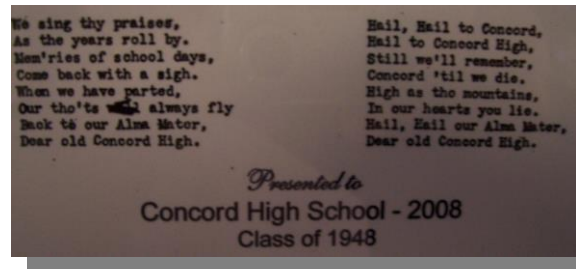 We sing thy praises,
As the years roll by.
Mem'ries of school days,
Come back with a sigh.
When we have parted,
Our tho'ts always fly
Back to our Alma Mater,
Dear old Concord High.
Hail, Hail to Concord,
Hail to Concord High,
Still we'll remember,
Concord 'til we die.
High as the mountains,
In our hearts you lie.
Hail, Hail our Alma Mater,
Dear old Concord High.
Presented to
Concord High School - 2008
Class of 1948